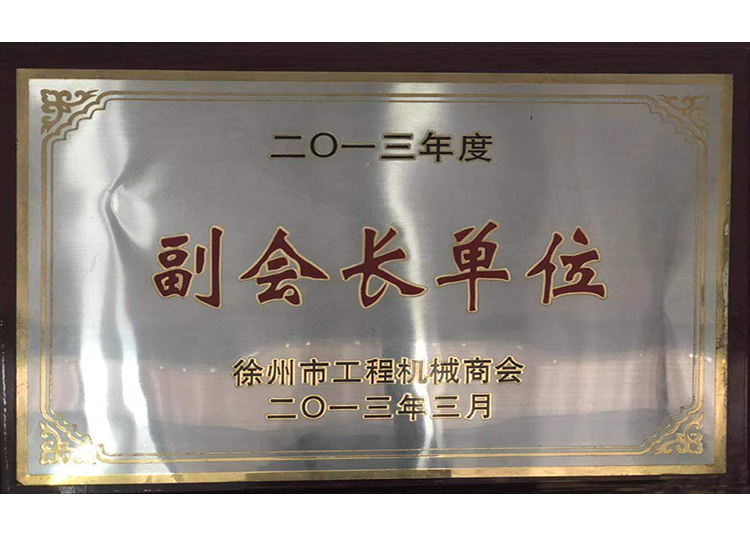 二〇一三年度
副会长单位
徐州市工程机械商会
二〇一三年三月